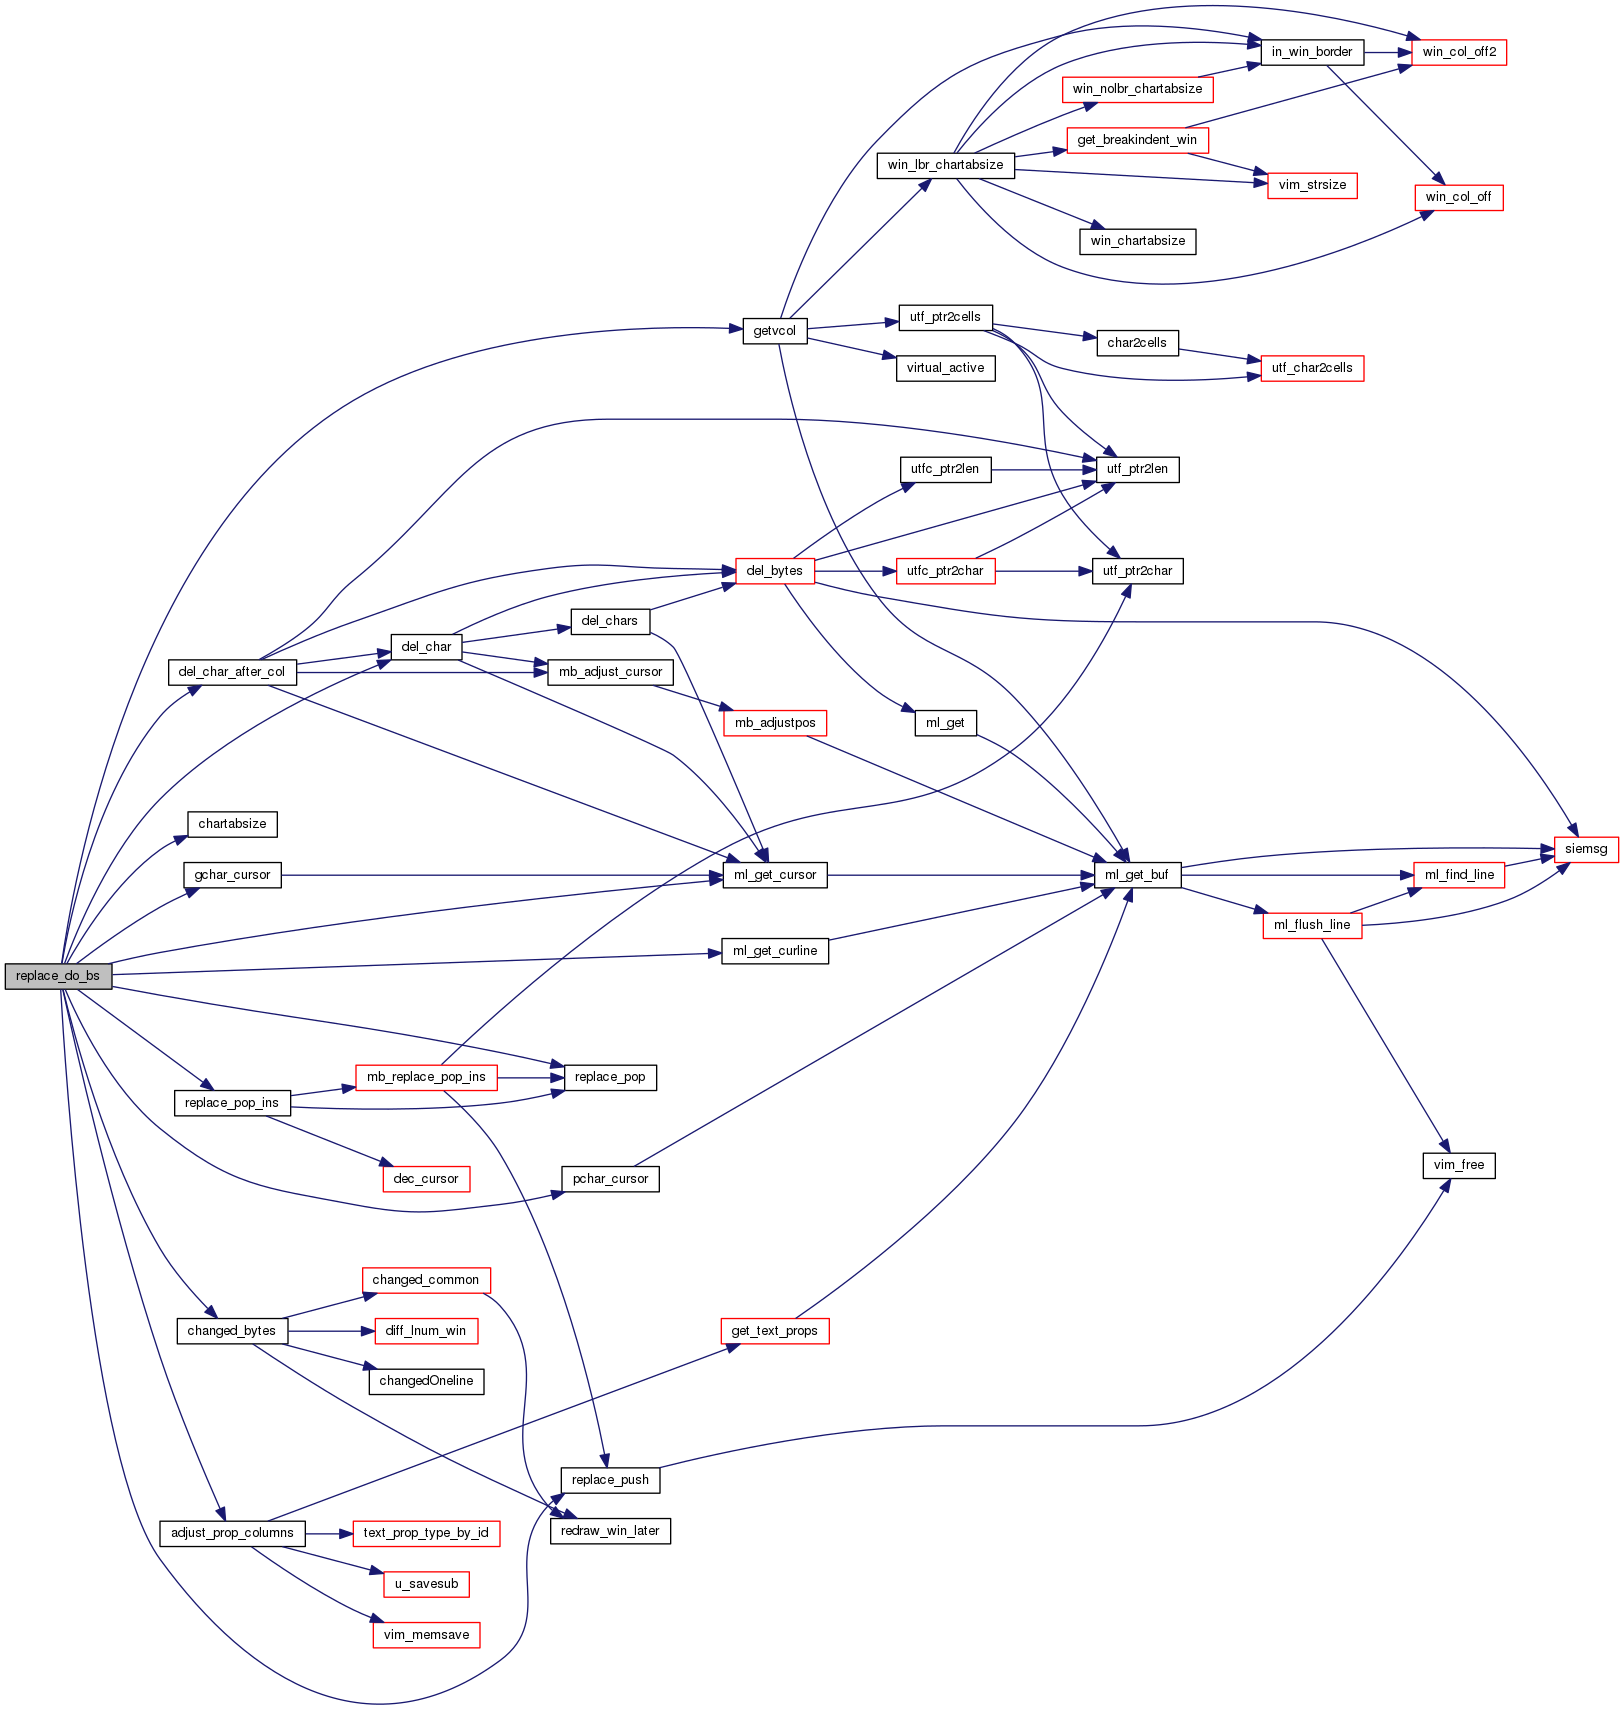 in_win_border
win_col_off2
win_nolbr_chartabsize
get_breakindent_win
win_lbr_chartabsize
vim_strsize
win_col_off
win_chartabsize
utf_ptr2cells
getvcol
char2cells
virtual_active
utf_char2cells
utfc_ptr2len
utf_ptr2len
del_bytes
utfc_ptr2char
utf_ptr2char
del_chars
del_char
del_char_after_col
mb_adjust_cursor
mb_adjustpos
ml_get
chartabsize
siemsg
gchar_cursor
ml_get_cursor
ml_get_buf
ml_find_line
ml_flush_line
ml_get_curline
replace_do_bs
mb_replace_pop_ins
replace_pop
replace_pop_ins
vim_free
dec_cursor
pchar_cursor
changed_common
changed_bytes
diff_lnum_win
get_text_props
changedOneline
replace_push
adjust_prop_columns
text_prop_type_by_id
redraw_win_later
u_savesub
vim_memsave